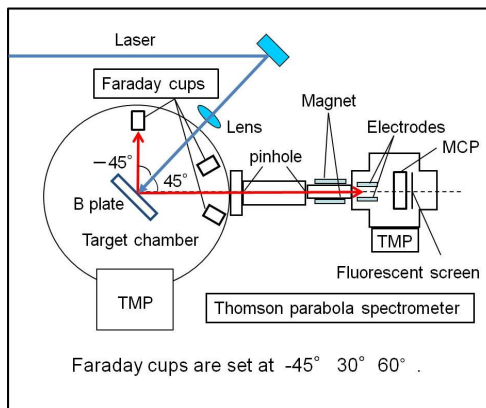 Laser
Faraday cups
Lens
Magnet
Electrodes
MCP
pinhole
－45°
45°
B plate
Target chamber
TMP
TMP
Fluorescent screen
Thomson parabola spectrometer
Faraday cups are set at -45° 30° 60° .